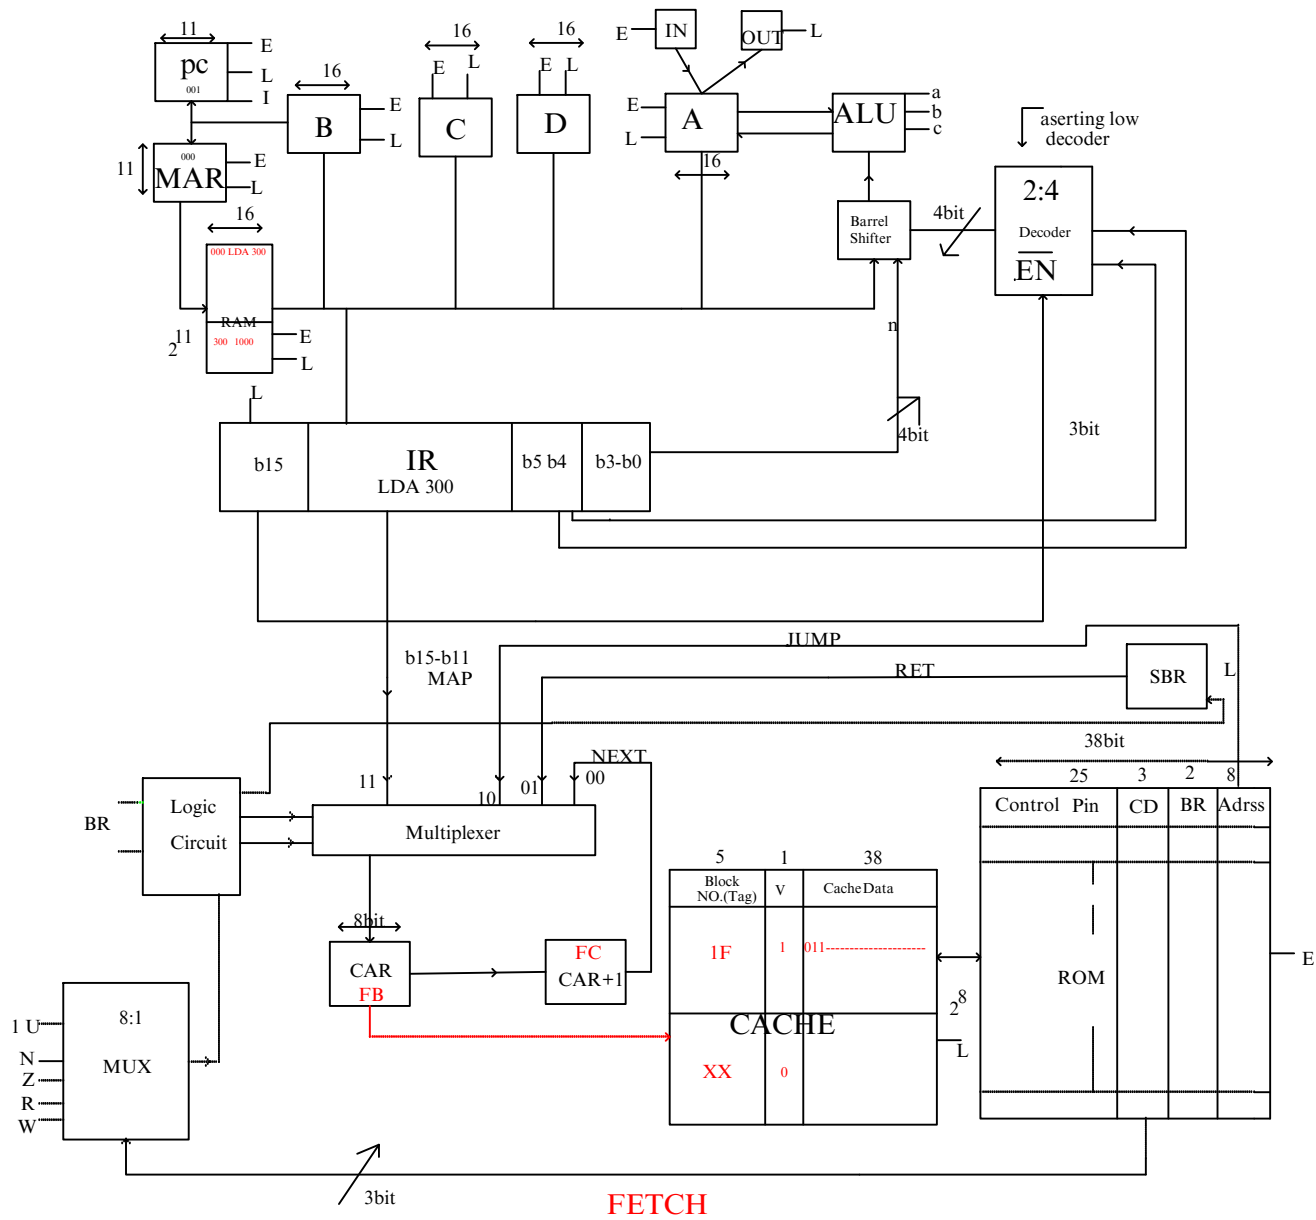 11
E
pc
L
001
I
16
B
E
L
16
E
L
C
16
E
L
D
E
IN
OUT
L
E
A
L
16
ALU
a
b
c
aserting low
decoder
000
11
MAR
E
L
16
000 LDA 300
RAM
300 1000
E
L
2^11
Barrel
Shifter
4bit
2:4
Decoder
EN
n
4bit
3bit
L
b15
IR
LDA 300
b5 b4
b3-b0
b15-b11
MAP
JUMP
RET
SBR
L
NEXT
11
10
01
00
BR
Logic
Circuit
Multiplexer
8bit
CAR
FB
FC
CAR+1
38bit
25
3
2
8
Control Pin
CD
BR
Adrss
ROM
E
2^8
5
1
38
Block
NO.(Tag)
V
Cache Data
1F
1
011----------------------
CACHE
XX
0
L
8:1
MUX
1 U
N
Z
R
W
3bit
FETCH